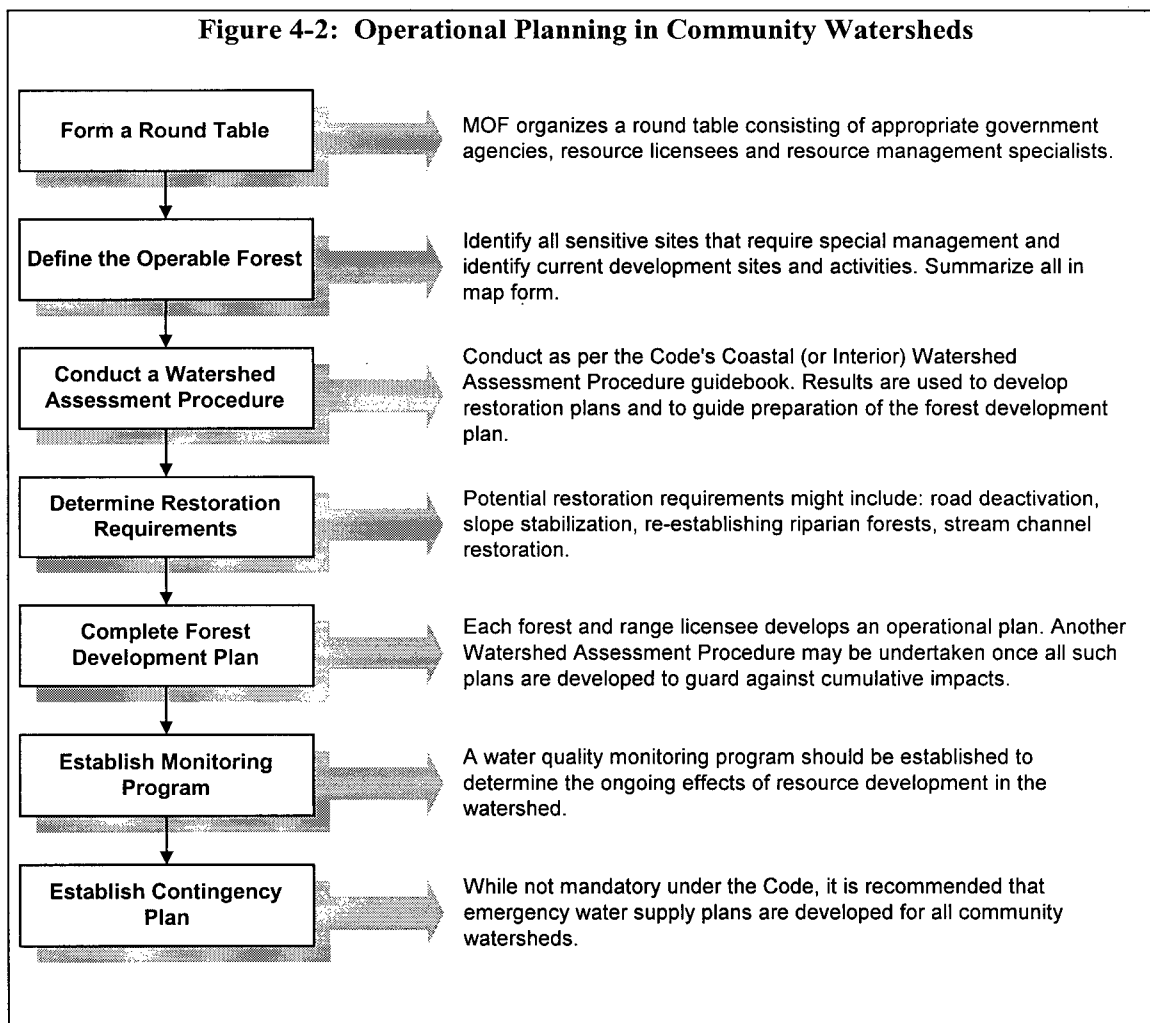 Figure 4-2: Operational Planning in Community Watersheds
Form a Round Table
MOF organizes a round table consisting of appropriate government
agencies, resource licensees and resource management specialists.
Define the Operable Forest
Identify all sensitive sites that require special management and
identify current development sites and activities. Summarize all in
map form.
Conduct a Watershed
Assessment Procedure
Conduct as per the Code's Coastal (or Interior) Watershed
Assessment Procedure guidebook. Results are used to develop
restoration plans and to guide preparation of the forest development
plan.
Determine Restoration
Requirements
Potential restoration requirements might include: road deactivation,
slope stabilization, re-establishing riparian forests, stream channel
restoration.
Complete Forest
Development Plan
Each forest and range licensee develops an operational plan. Another
Watershed Assessment Procedure may be undertaken once all such
plans are developed to guard against cumulative impacts.
Establish Monitoring
Program
A water quality monitoring program should be established to
determine the ongoing effects of resource development in the
watershed.
Establish Contingency
Plan
While not mandatory under the Code, it is recommended that
emergency water supply plans are developed for all community
watersheds.